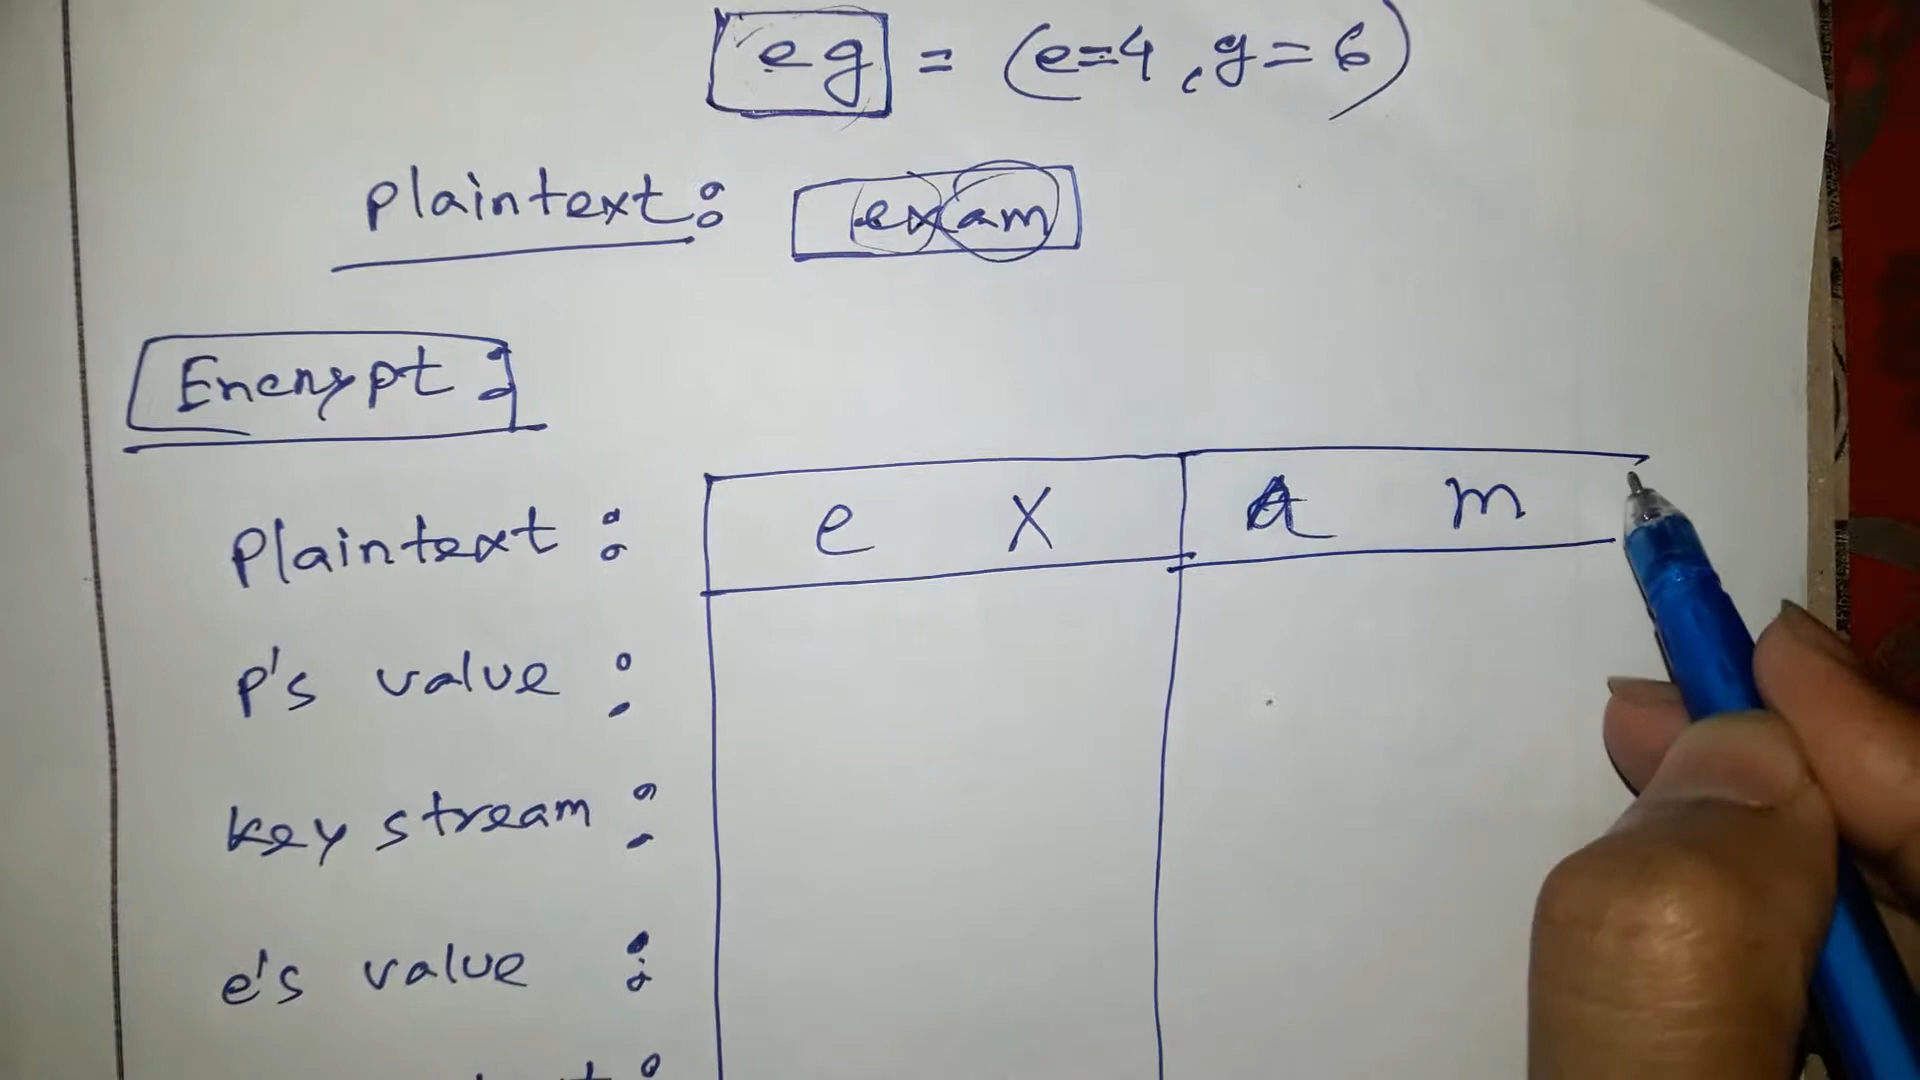 eg = (e=4, g=6)
plaintext: exam
Encrypt:
plaintext: e x a m
p's value:
key stream:
e's value: